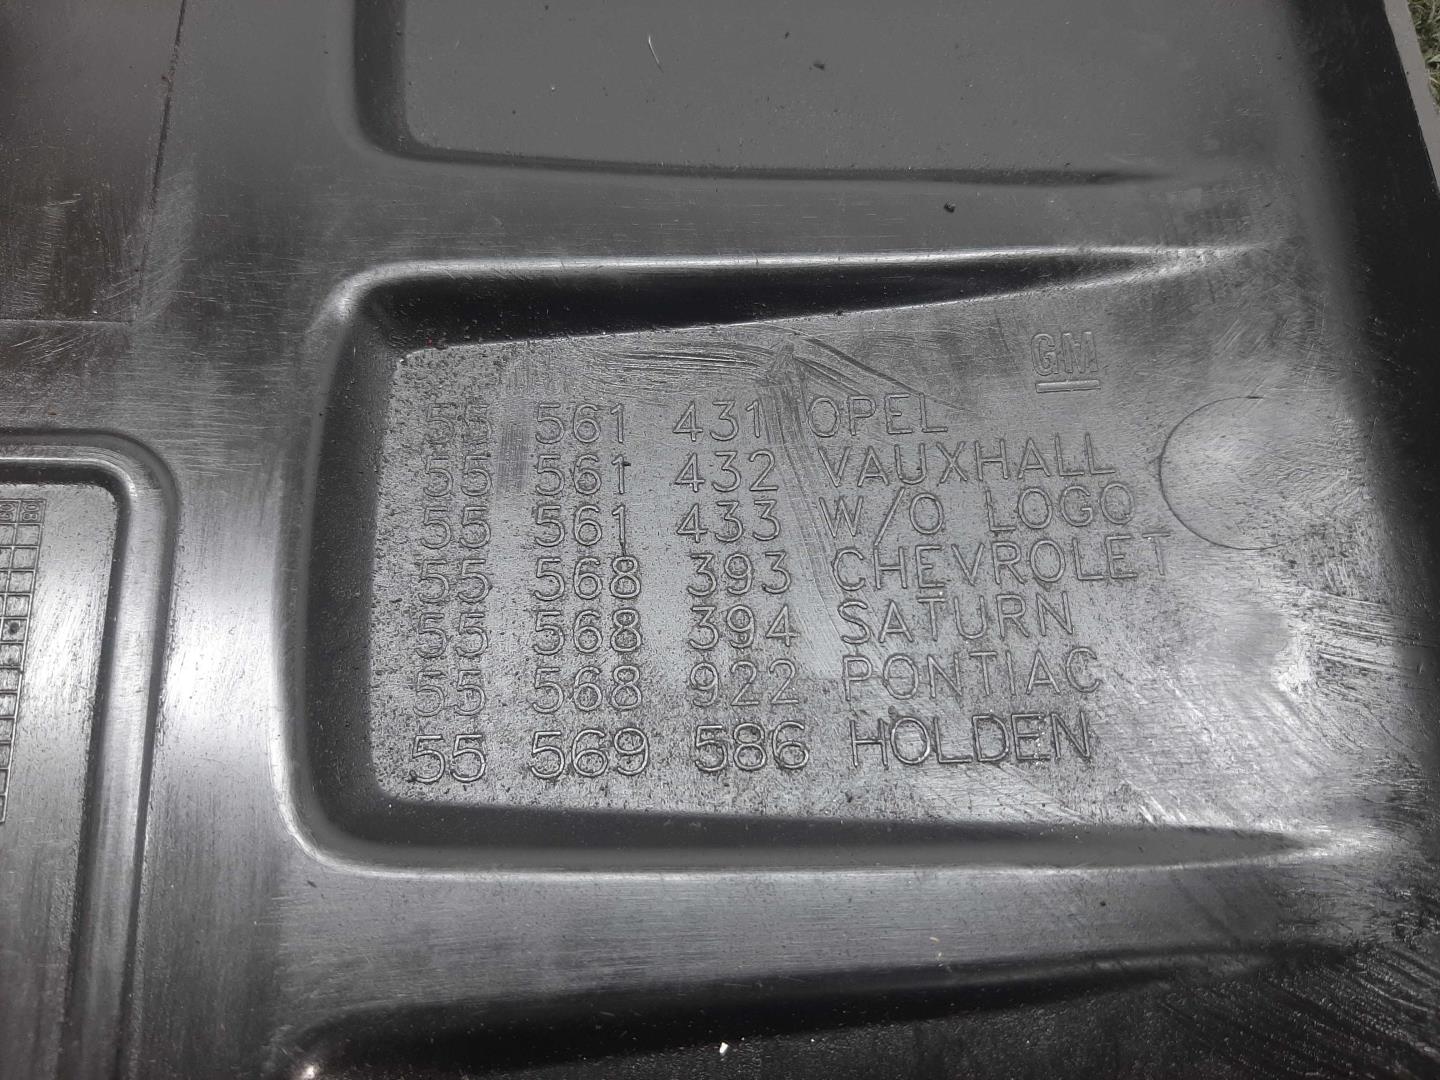 GM
55 561 431 OPEL
55 561 432 VAUXHALL
55 561 433 W/O LOGO
55 568 393 CHEVROLET
55 568 394 SATURN
55 568 922 PONTIAC
55 569 586 HOLDEN